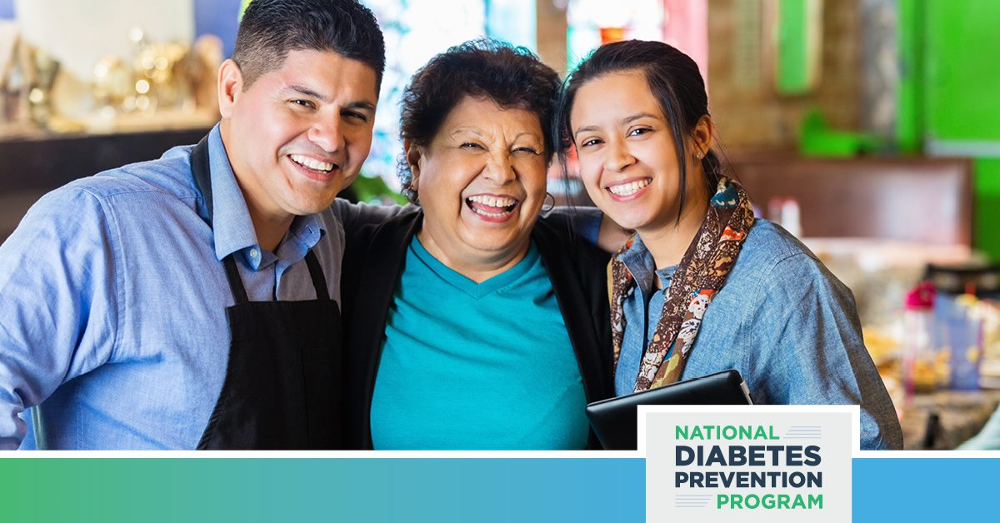 NATIONAL
DIABETES
PREVENTION
PROGRAM